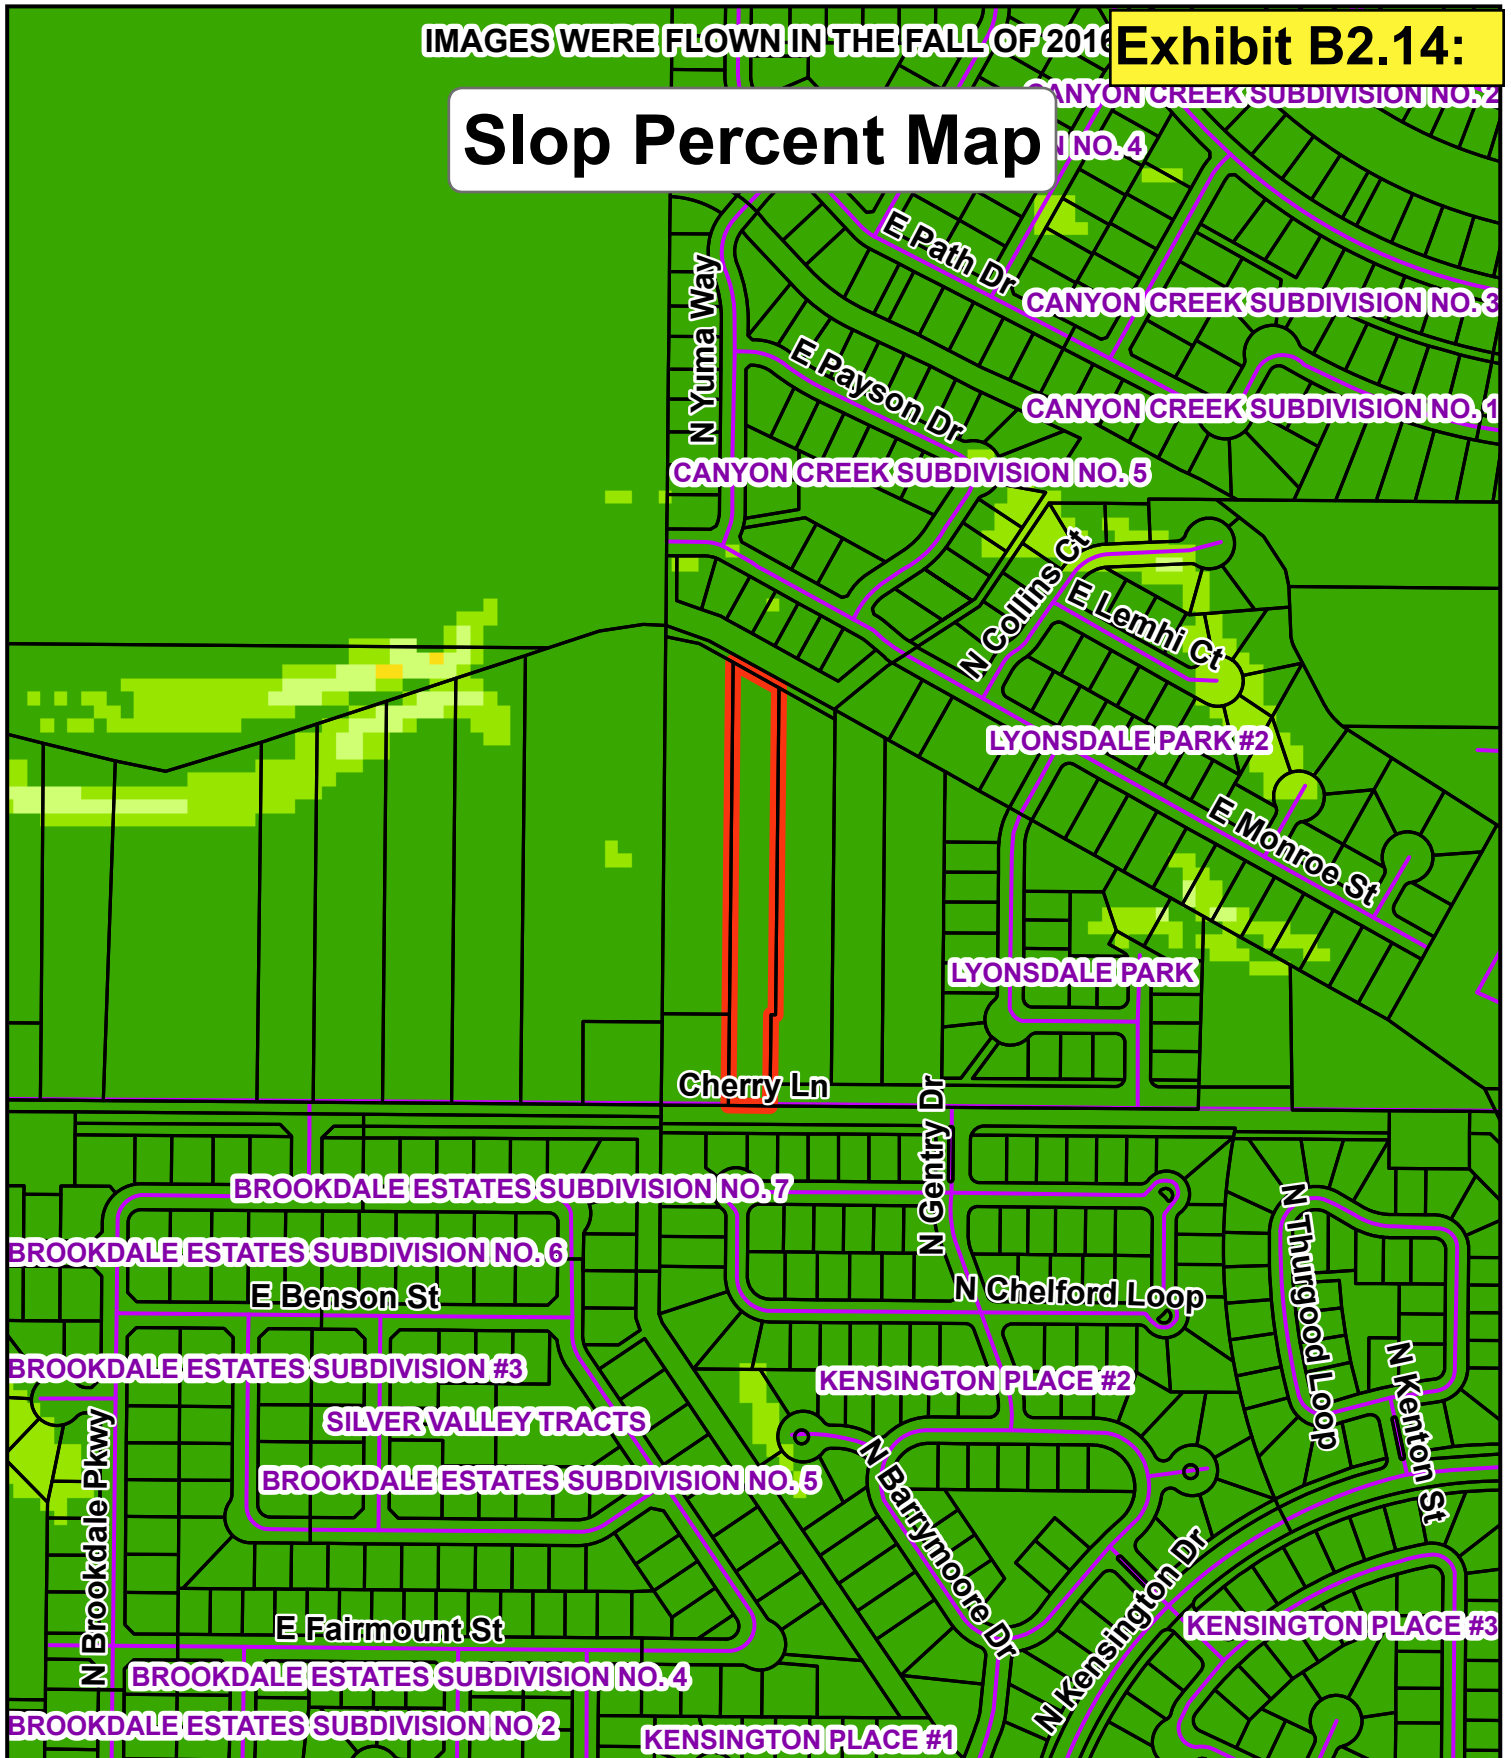 IMAGES WERE FLOWN IN THE FALL OF 2016
Exhibit B2.14:
CANYON CREEK SUBDIVISION NO. 2
Slop Percent Map
NO. 4
E Path Dr
CANYON CREEK SUBDIVISION NO. 3
N Yuma Way
E Payson Dr
CANYON CREEK SUBDIVISION NO. 1
CANYON CREEK SUBDIVISION NO. 5
N Collins Ct
E Lemhi Ct
LYONSDALE PARK #2
E Monroe St
LYONSDALE PARK
Cherry Ln
N Gentry Dr
BROOKDALE ESTATES SUBDIVISION NO. 7
BROOKDALE ESTATES SUBDIVISION NO. 6
N Thurgood Loop
E Benson St
N Chelford Loop
BROOKDALE ESTATES SUBDIVISION #3
KENSINGTON PLACE #2
N Kenton St
SILVER VALLEY TRACTS
BROOKDALE ESTATES SUBDIVISION NO. 5
N Brookdale Pkwy
N Barrymoore Dr
N Kensington Dr
E Fairmount St
KENSINGTON PLACE #3
BROOKDALE ESTATES SUBDIVISION NO. 4
BROOKDALE ESTATES SUBDIVISION NO 2
KENSINGTON PLACE #1